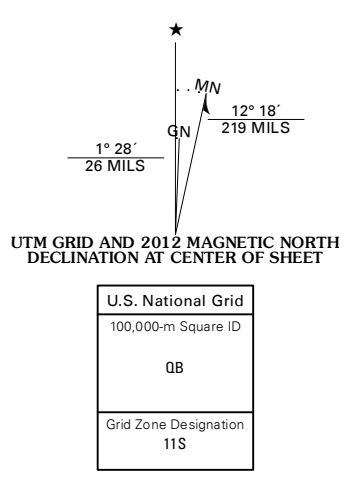 ★
MN
12° 18´
219 MILS
GN
1° 28´
26 MILS
UTM GRID AND 2012 MAGNETIC NORTH
DECLINATION AT CENTER OF SHEET
U.S. National Grid
100,000-m Square ID
QB
Grid Zone Designation
11S